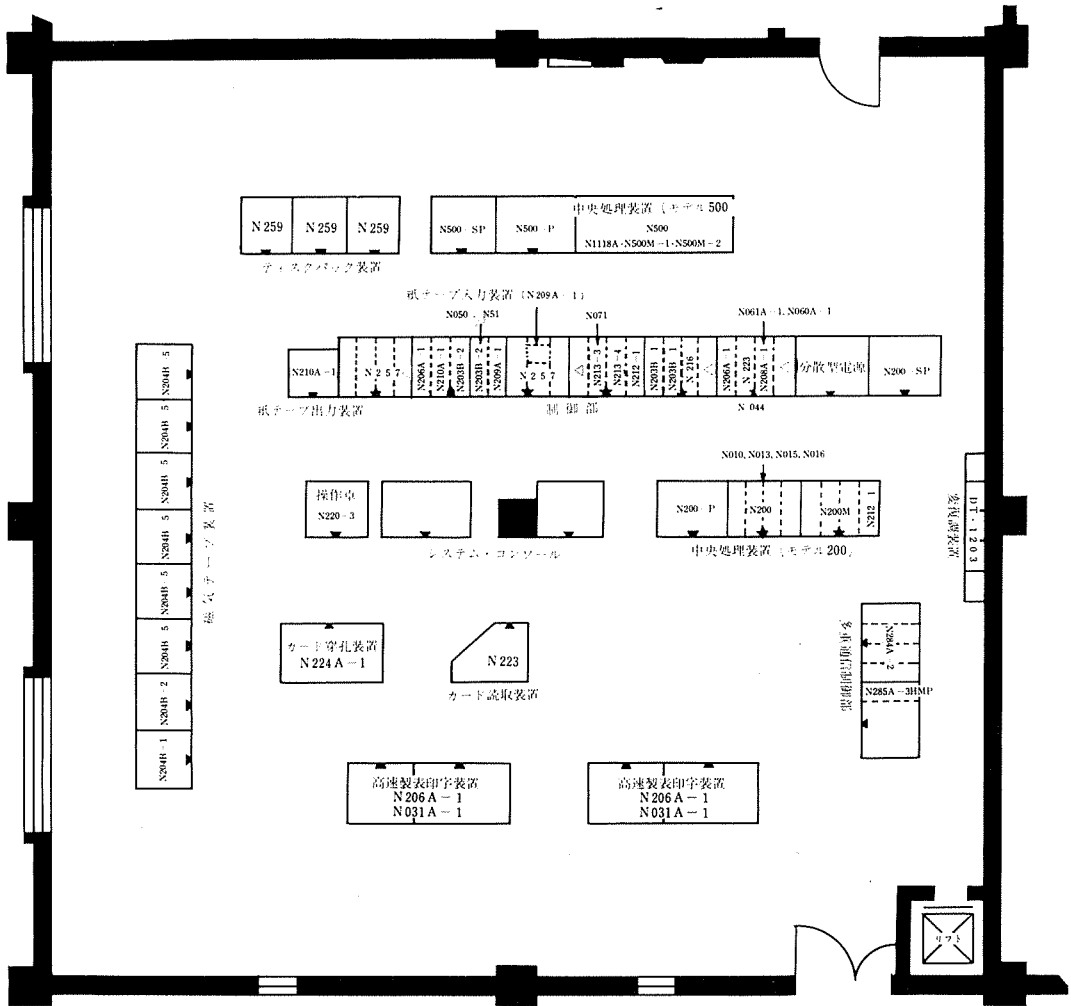 中央処理装置（モデル500
N259
N259
N259
N500-SP
N500-P
N500
N1118A・N500M-1・N500M-2
ディスクパック装置
紙テープ入力装置（N209A-1）
N050，N51
N071
N061A-1，N060A-1
N210A-1
N257
N206A-1
N210A-1
N203B-2
N203B-2
N209A-1
N257
N213-3
N213-4
N212-1
N203B-1
N203B-1
N216
N206A-1
N223
N208A-1
分散型電源
N200-SP
紙テープ出力装置
制御部
N044
N204B-5
N204B-5
N204B-5
N204B-5
N204B-5
N204B-5
N204B-2
N204B-1
磁気テープ装置
操作卓
N220-3
システム・コンソール
N010，N013，N015，N016
N200-P
N200
N200M
N212-1
中央処理装置（モデル200）
DT-1203
変復調装置
カード穿孔装置
N224A-1
N223
カード読取装置
N284A-2
N285A-3HMP
多重通信制御部
高速製表印字装置
N206A-1
N031A-1
高速製表印字装置
N206A-1
N031A-1
リフト